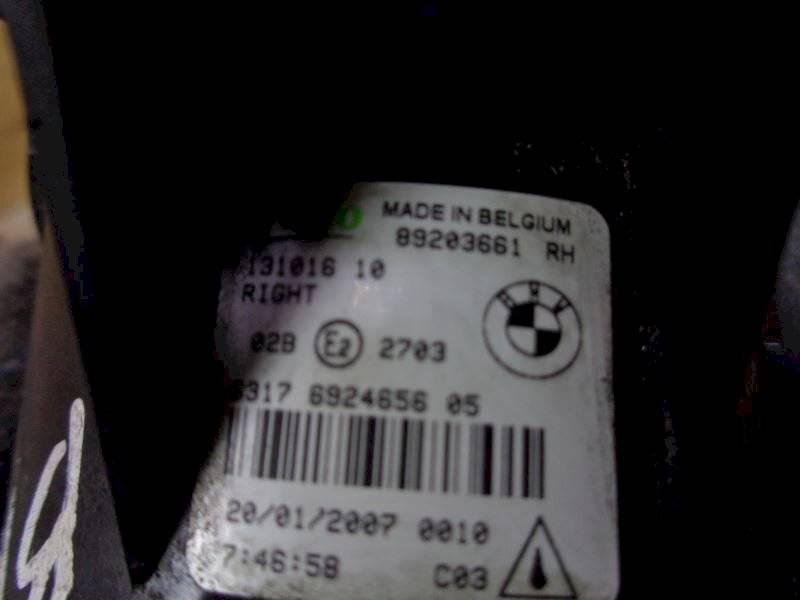 MADE IN BELGIUM
89203661 RH
131016 10
RIGHT
BMW
02B E2 2703
6924656 05
20/01/2007 0010
7:46:58 C03